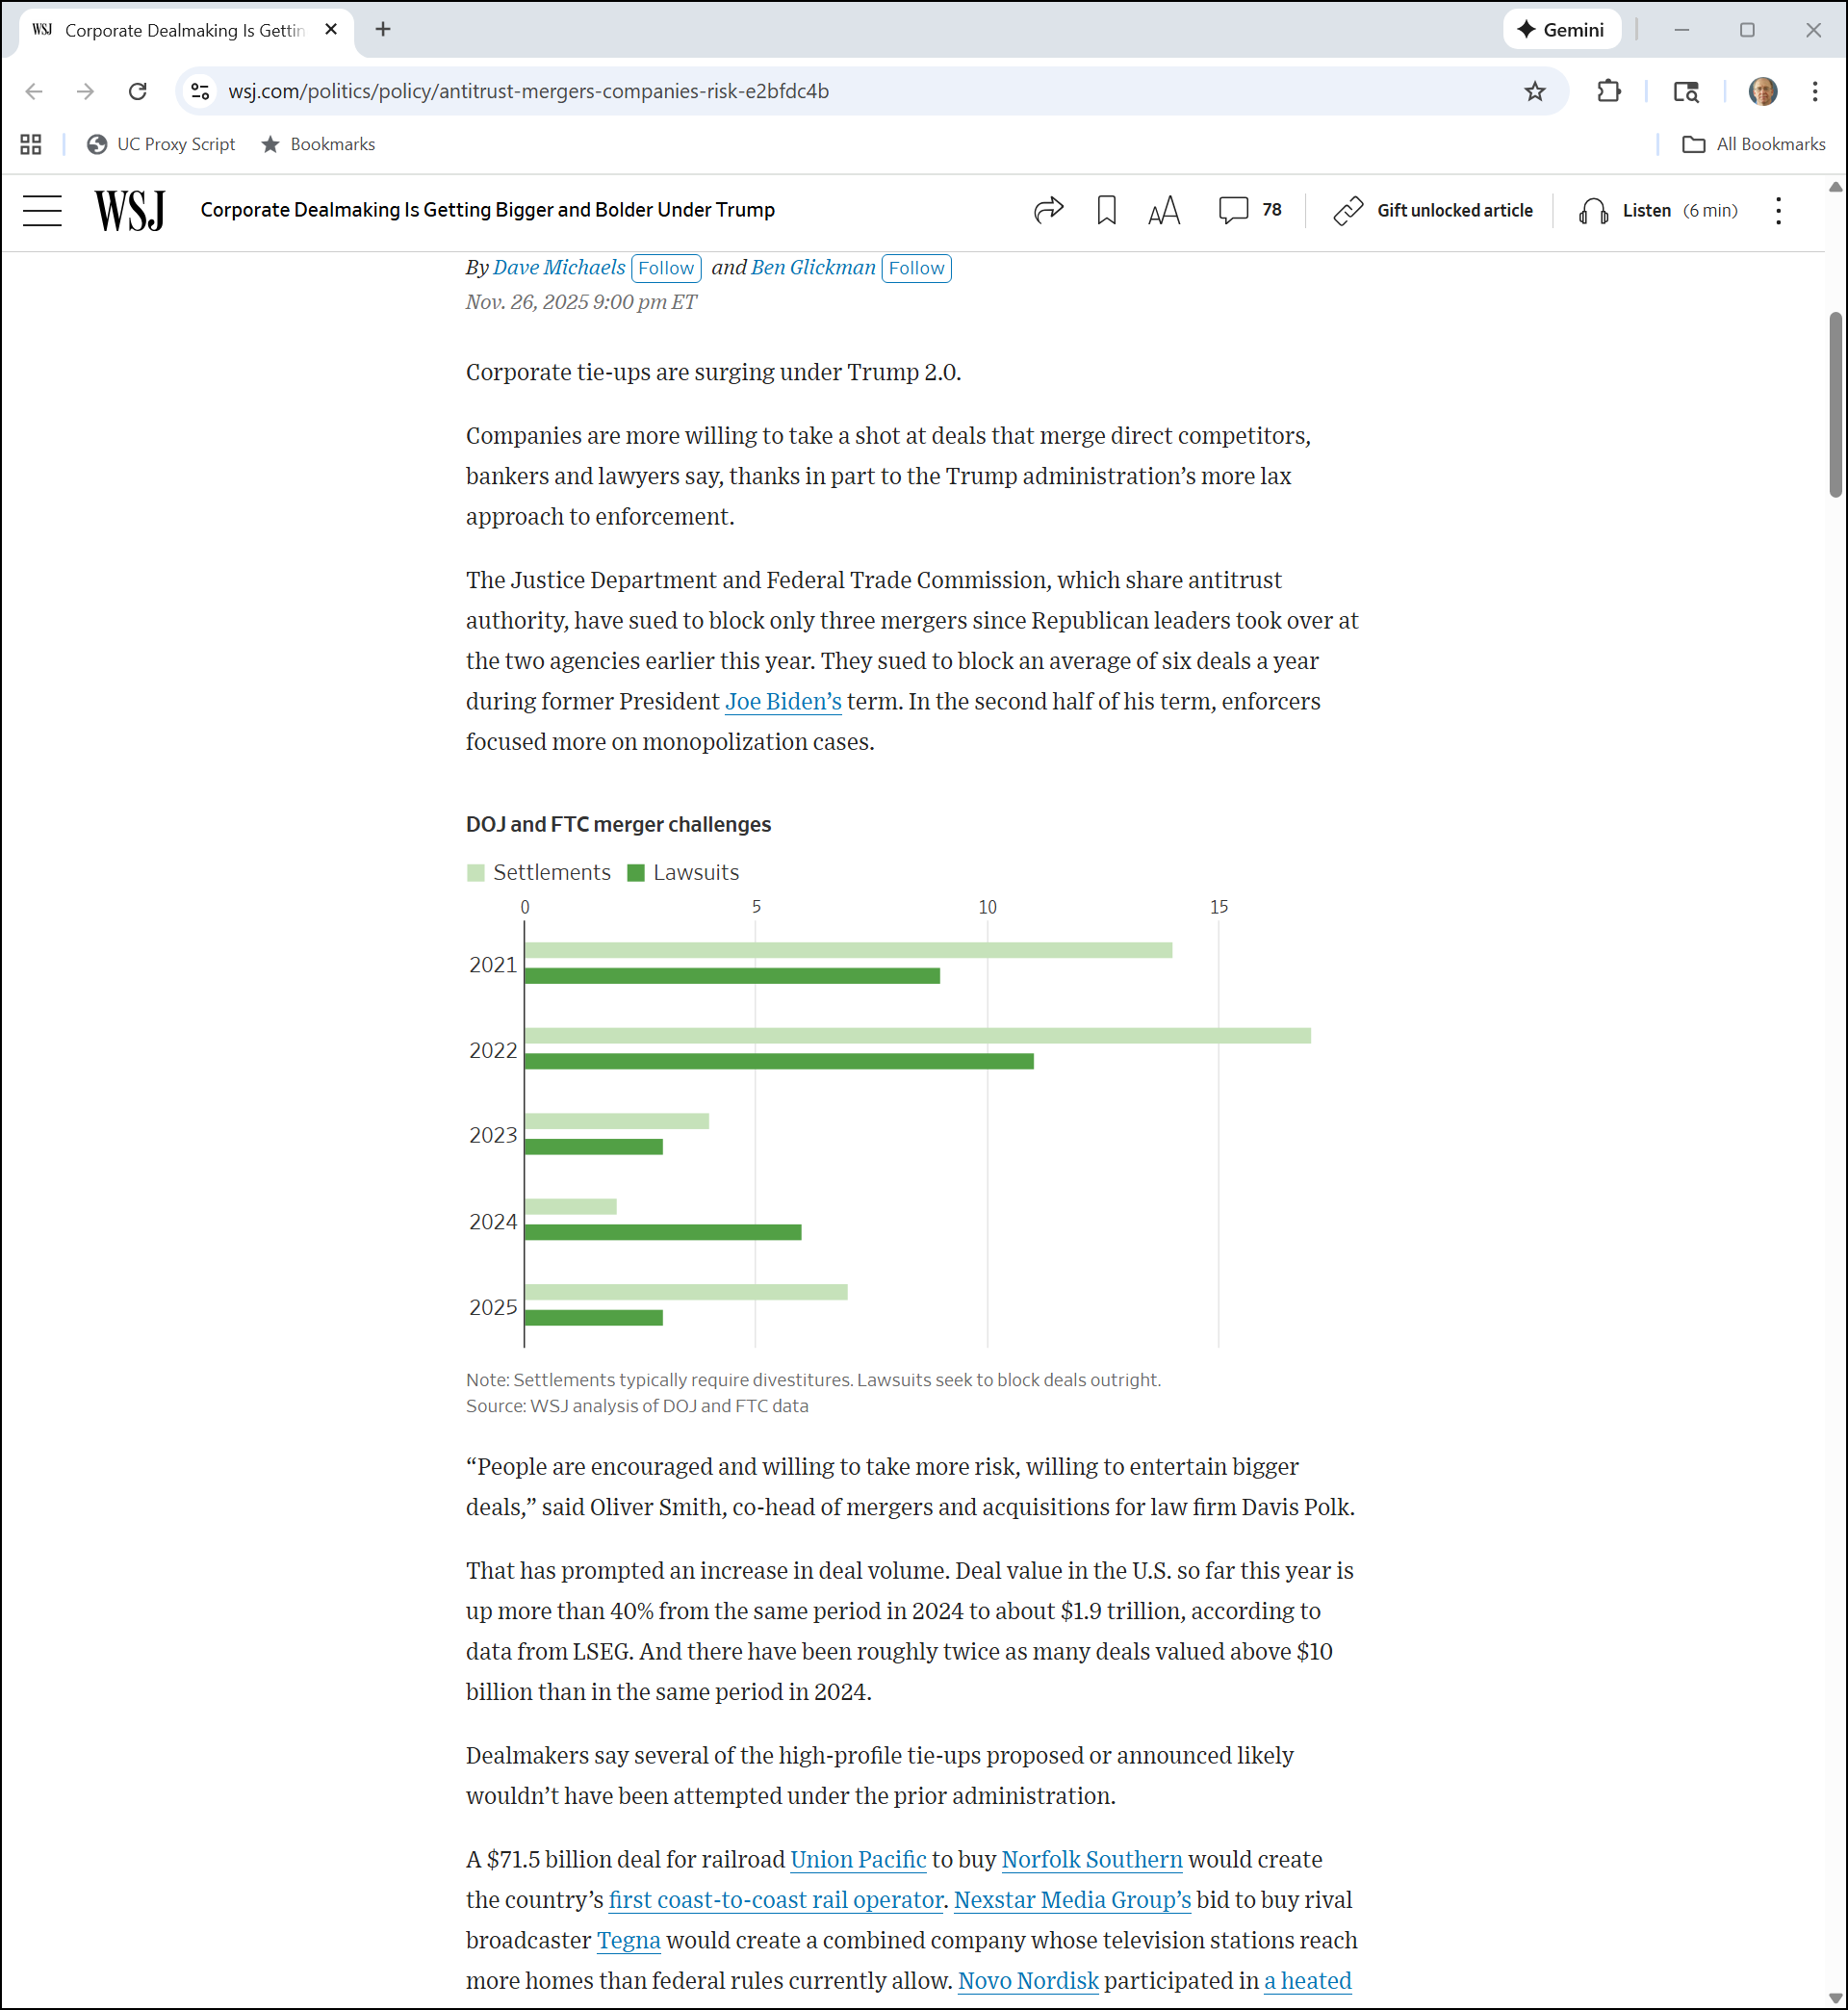 WSJ Corporate Dealmaking Is Gettin
Gemini
wsj.com/politics/policy/antitrust-mergers-companies-risk-e2bfdc4b
UC Proxy Script Bookmarks All Bookmarks
WSJ Corporate Dealmaking Is Getting Bigger and Bolder Under Trump 78 Gift unlocked article Listen (6 min)
By Dave Michaels Follow and Ben Glickman Follow
Nov. 26, 2025 9:00 pm ET
Corporate tie-ups are surging under Trump 2.0.
Companies are more willing to take a shot at deals that merge direct competitors,
bankers and lawyers say, thanks in part to the Trump administration’s more lax
approach to enforcement.
The Justice Department and Federal Trade Commission, which share antitrust
authority, have sued to block only three mergers since Republican leaders took over at
the two agencies earlier this year. They sued to block an average of six deals a year
during former President Joe Biden’s term. In the second half of his term, enforcers
focused more on monopolization cases.
DOJ and FTC merger challenges
Settlements Lawsuits
0 5 10 15
2021
2022
2023
2024
2025
Note: Settlements typically require divestitures. Lawsuits seek to block deals outright.
Source: WSJ analysis of DOJ and FTC data
“People are encouraged and willing to take more risk, willing to entertain bigger
deals,” said Oliver Smith, co-head of mergers and acquisitions for law firm Davis Polk.
That has prompted an increase in deal volume. Deal value in the U.S. so far this year is
up more than 40% from the same period in 2024 to about $1.9 trillion, according to
data from LSEG. And there have been roughly twice as many deals valued above $10
billion than in the same period in 2024.
Dealmakers say several of the high-profile tie-ups proposed or announced likely
wouldn’t have been attempted under the prior administration.
A $71.5 billion deal for railroad Union Pacific to buy Norfolk Southern would create
the country’s first coast-to-coast rail operator. Nexstar Media Group’s bid to buy rival
broadcaster Tegna would create a combined company whose television stations reach
more homes than federal rules currently allow. Novo Nordisk participated in a heated